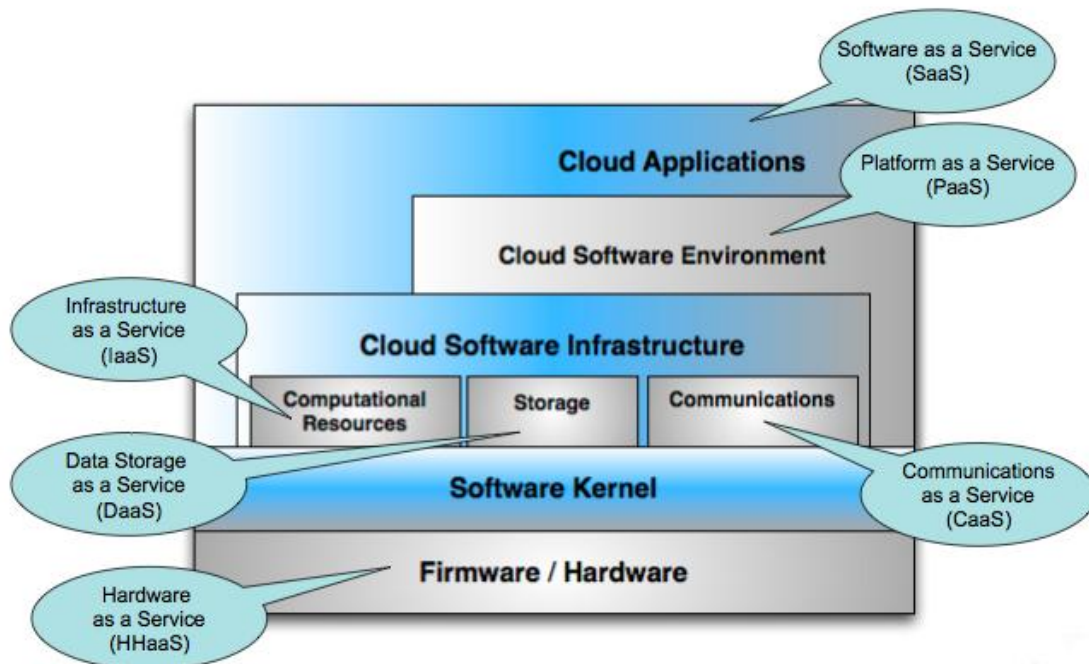 Software as a Service
(SaaS)
Cloud Applications
Platform as a Service
(PaaS)
Cloud Software Environment
Infrastructure
as a Service
(IaaS)
Cloud Software Infrastructure
Computational
Resources
Storage
Communications
Data Storage
as a Service
(DaaS)
Software Kernel
Communications
as a Service
(CaaS)
Firmware / Hardware
Hardware
as a Service
(HHaaS)